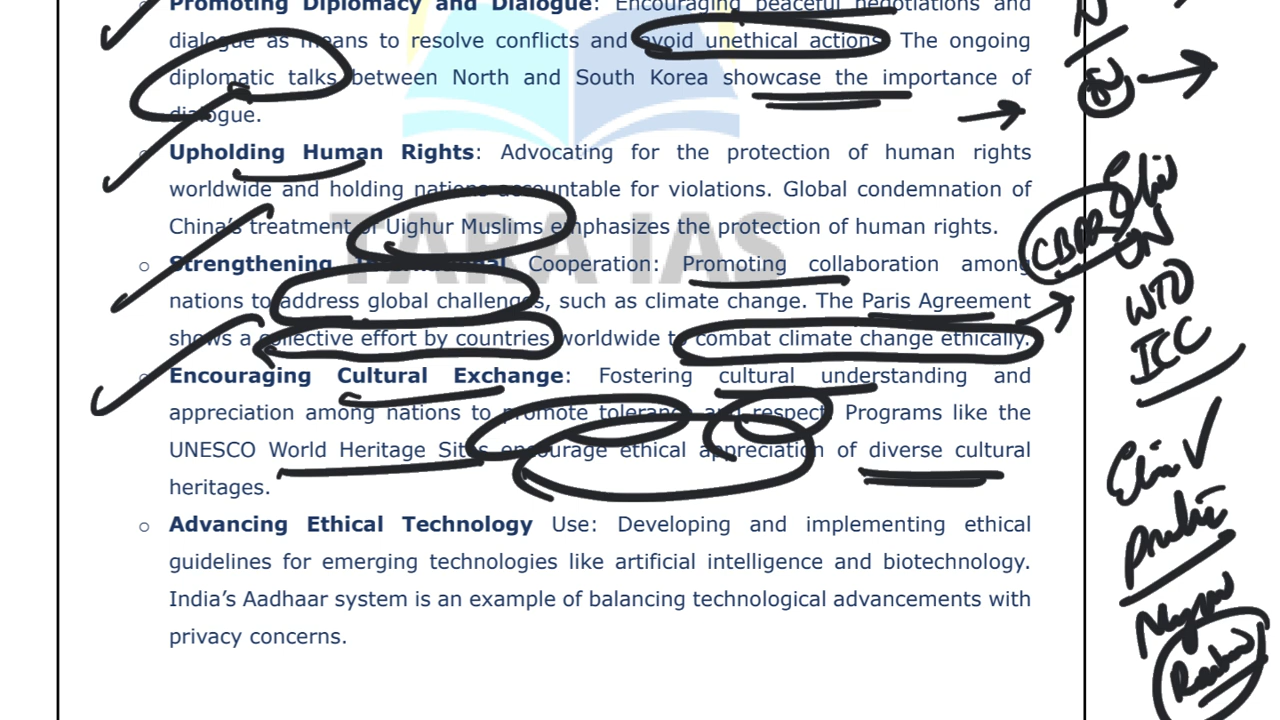 Promoting Diplomacy and Dialogue: Encouraging peaceful negotiations and
dialogue as means to resolve conflicts and avoid unethical actions. The ongoing
diplomatic talks between North and South Korea showcase the importance of
dialogue.
Upholding Human Rights: Advocating for the protection of human rights
worldwide and holding nations accountable for violations. Global condemnation of
China's treatment of Uighur Muslims emphasizes the protection of human rights.
TARA IAS
Strengthening International Cooperation: Promoting collaboration among
nations to address global challenges, such as climate change. The Paris Agreement
shows a collective effort by countries worldwide to combat climate change ethically.
Encouraging Cultural Exchange: Fostering cultural understanding and
appreciation among nations to promote tolerance and respect. Programs like the
UNESCO World Heritage Sites encourage ethical appreciation of diverse cultural
heritages.
Advancing Ethical Technology Use: Developing and implementing ethical
guidelines for emerging technologies like artificial intelligence and biotechnology.
India's Aadhaar system is an example of balancing technological advancements with
privacy concerns.
CBDR
UN
WTO
ICC